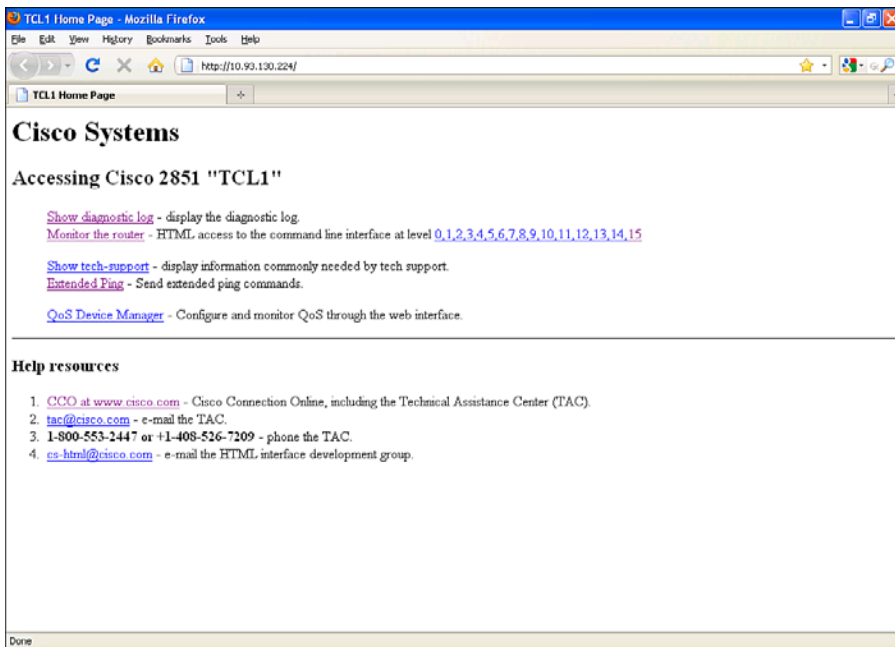 TCL1 Home Page - Mozilla Firefox
File Edit View History Bookmarks Tools Help
http://10.93.130.224/
TCL1 Home Page
Cisco Systems
Accessing Cisco 2851 "TCL1"
Show diagnostic log - display the diagnostic log.
Monitor the router - HTML access to the command line interface at level 0,1,2,3,4,5,6,7,8,9,10,11,12,13,14,15
Show tech-support - display information commonly needed by tech support.
Extended Ping - Send extended ping commands.
QoS Device Manager - Configure and monitor QoS through the web interface.
Help resources
1. CCO at www.cisco.com - Cisco Connection Online, including the Technical Assistance Center (TAC).
2. tac@cisco.com - e-mail the TAC.
3. 1-800-553-2447 or +1-408-526-7209 - phone the TAC.
4. cs-html@cisco.com - e-mail the HTML interface development group.
Done